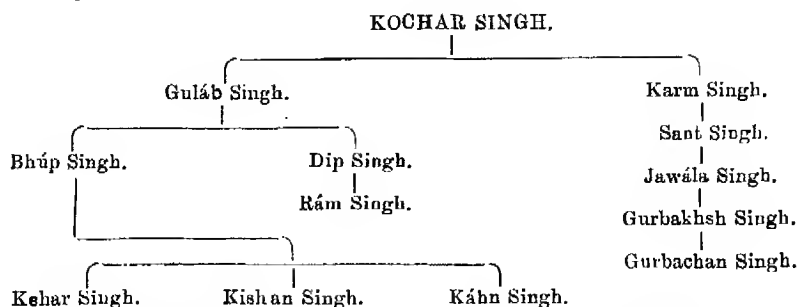 KOCHAR SINGH.
Guláb Singh. Karm Singh.
Sant Singh.
Bhúp Singh. Dip Singh.
Jawála Singh.
Rám Singh.
Gurbakhsh Singh.
Gurbachan Singh.
Kehar Singh. Kishan Singh. Káhn Singh.